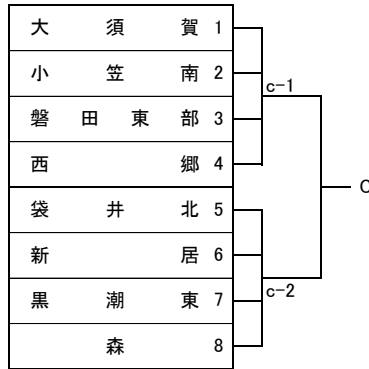 大須賀 1
小笠南 2
c-1
磐田東部 3
西郷 4
C
袋井北 5
新居 6
c-2
黒潮東 7
森 8